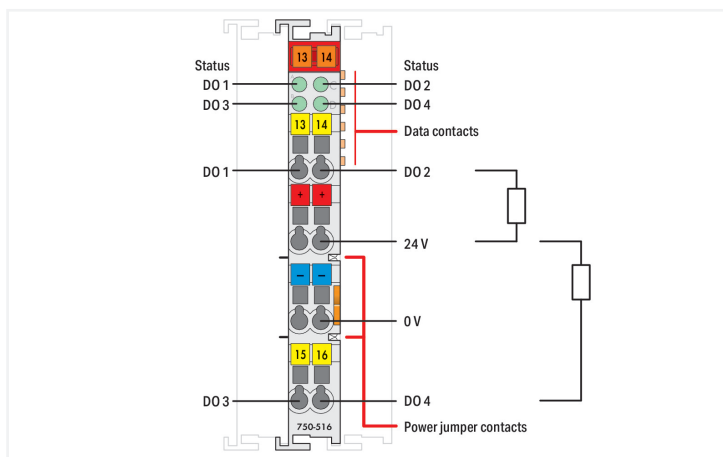 13 14
Status Status
DO 1 DO 2
DO 3 DO 4
13 14
Data contacts
DO 1 DO 2
+ +
24 V
− −
0 V
15 16
DO 3 DO 4
750-516
Power jumper contacts